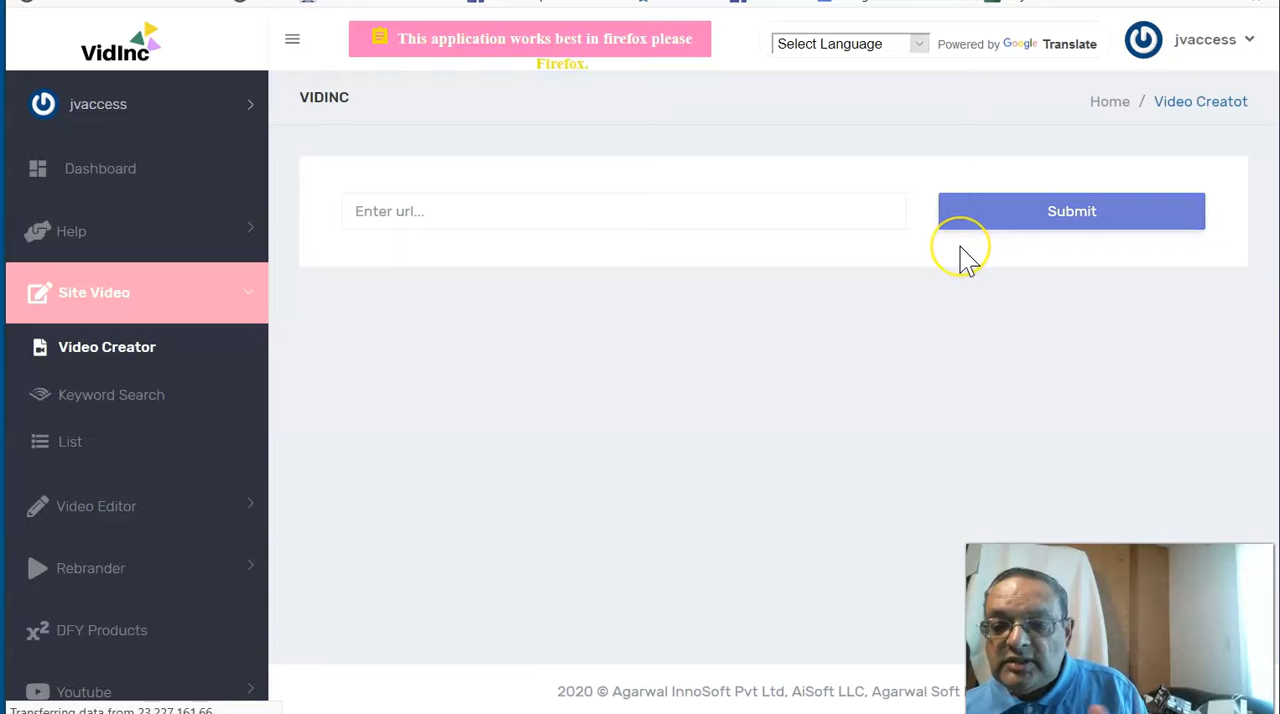 VidInc
This application works best in firefox please
Firefox.
Select Language
Powered by Google Translate
jvaccess
jvaccess
VIDINC
Home / Video Creatot
Dashboard
Enter url...
Submit
Help
Site Video
Video Creator
Keyword Search
List
Video Editor
Rebrander
x² DFY Products
Youtube
2020 © Agarwal InnoSoft Pvt Ltd, AiSoft LLC, Agarwal Soft
Transferring data from 23.227.161.66